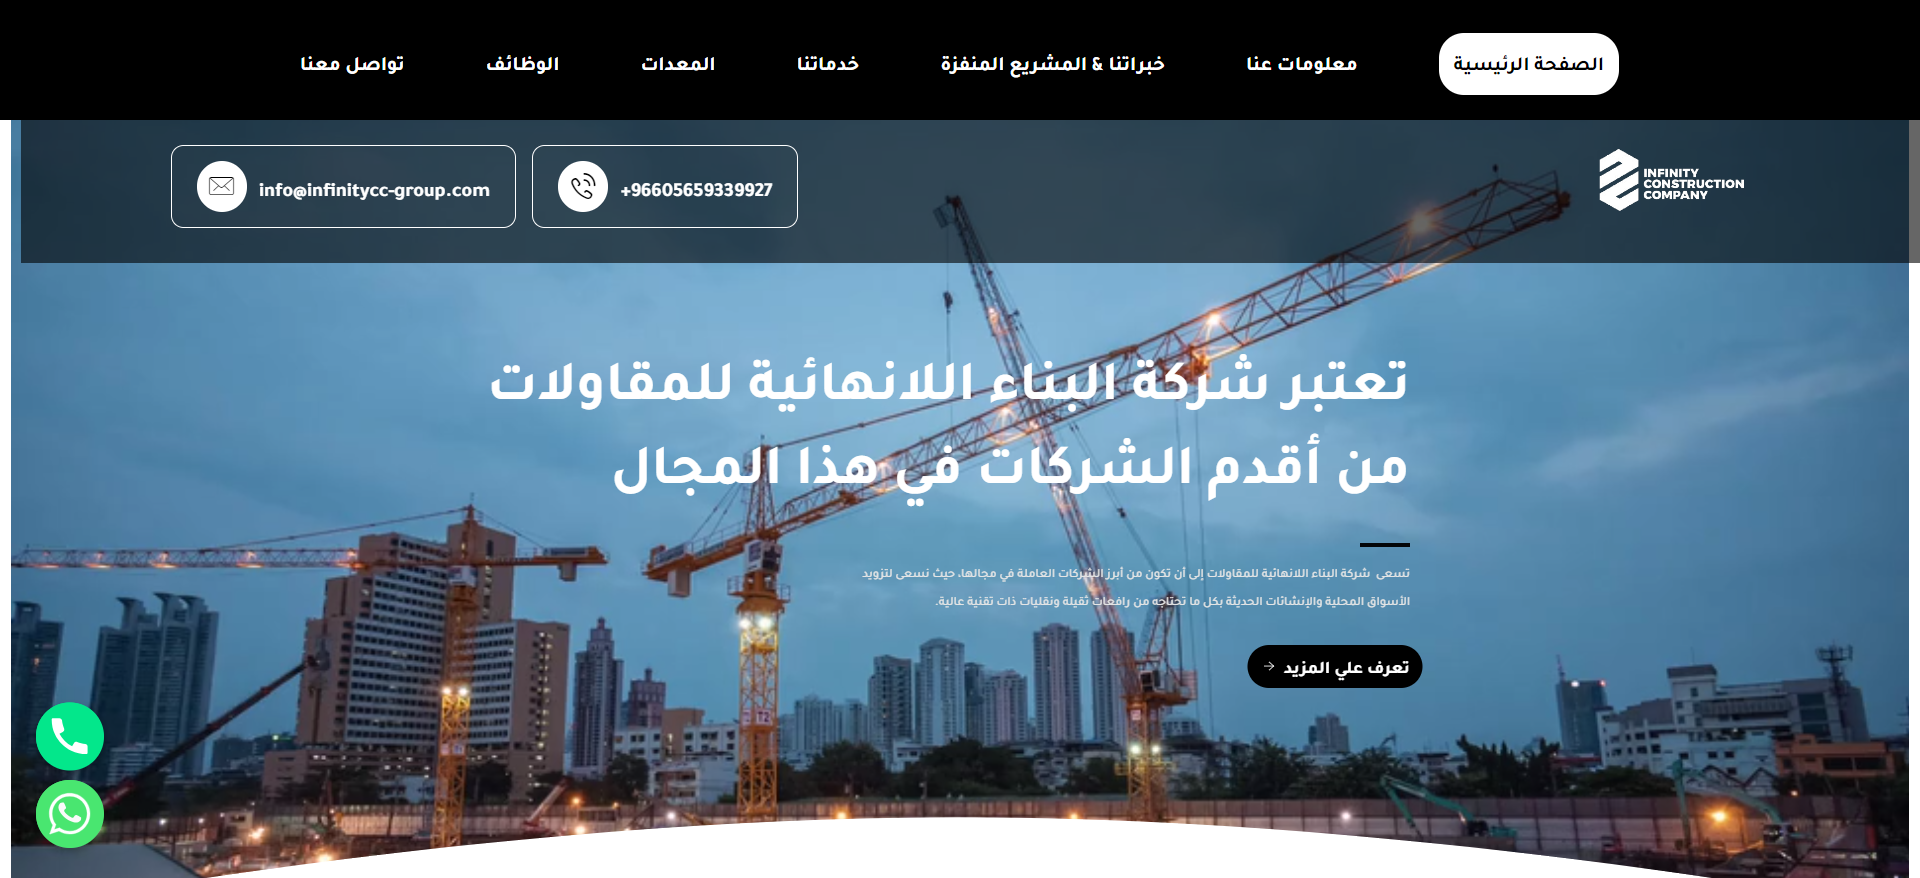 الصفحة الرئيسية
معلومات عنا
خبراتنا & المشريع المنفزة
خدماتنا
المعدات
الوظائف
تواصل معنا
INFINITY
CONSTRUCTION
COMPANY
+96605659339927
info@infinitycc-group.com
تعتبر شركة البناء اللانهائية للمقاولات
من أقدم الشركات في هذا المجال
تسعى شركة البناء اللانهائية للمقاولات إلى أن تكون من أبرز الشركات العاملة في مجالها، حيث نسعى لتزويد
الأسواق المحلية والإنشائات الحديثة بكل ما تحتاجه من رافعات ثقيلة ونقليات ذات تقنية عالية.
تعرف علي المزيد
T2